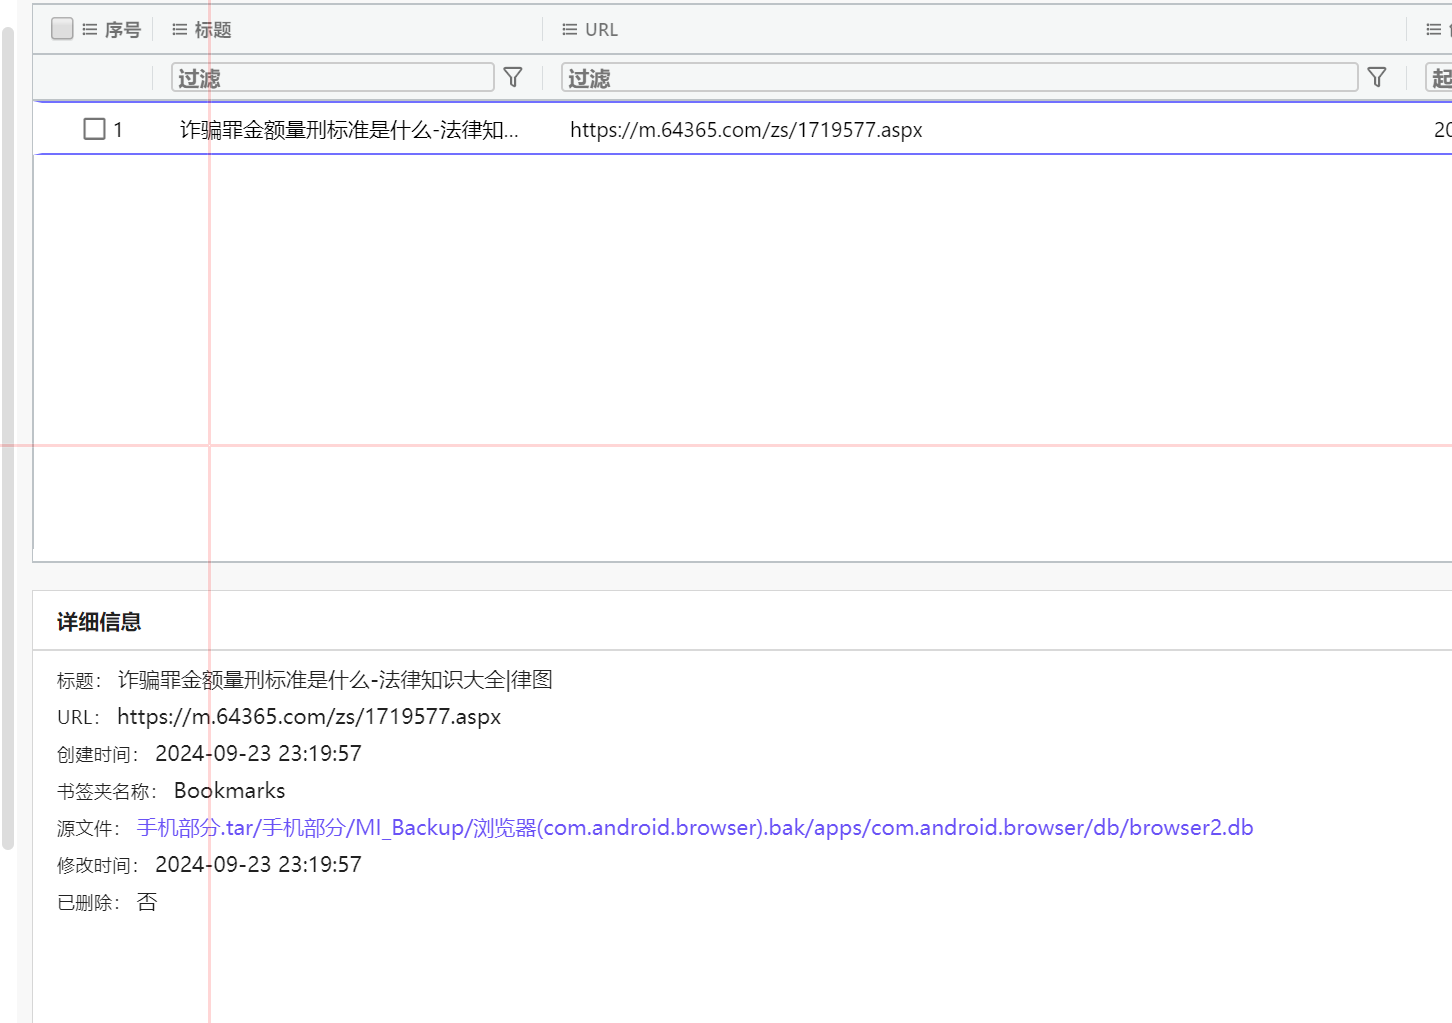 序号 标题 URL
过滤 过滤 起
1 诈骗罪金额量刑标准是什么-法律知... https://m.64365.com/zs/1719577.aspx 20
详细信息
标题： 诈骗罪金额量刑标准是什么-法律知识大全|律图
URL： https://m.64365.com/zs/1719577.aspx
创建时间： 2024-09-23 23:19:57
书签夹名称： Bookmarks
源文件： 手机部分.tar/手机部分/MI_Backup/浏览器(com.android.browser).bak/apps/com.android.browser/db/browser2.db
修改时间： 2024-09-23 23:19:57
已删除： 否